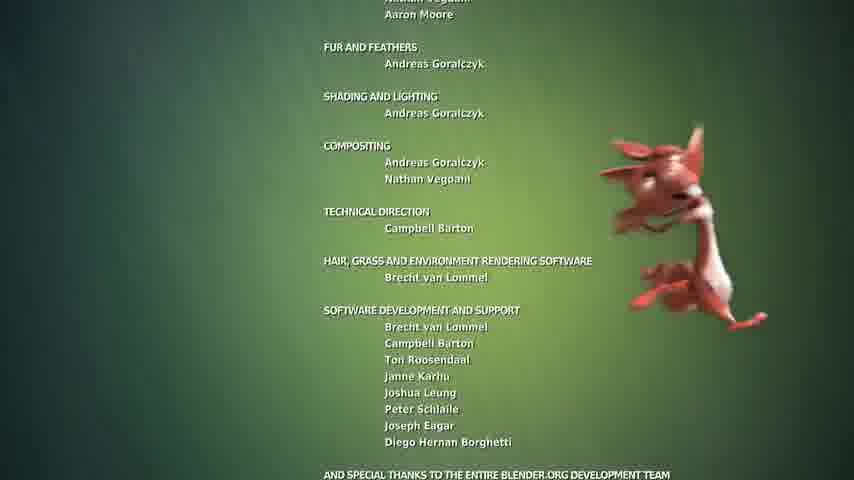 Nathan Vegdahl
Aaron Moore
FUR AND FEATHERS
Andreas Goralczyk
SHADING AND LIGHTING
Andreas Goralczyk
COMPOSITING
Andreas Goralczyk
Nathan Vegdahl
TECHNICAL DIRECTION
Campbell Barton
HAIR, GRASS AND ENVIRONMENT RENDERING SOFTWARE
Brecht van Lommel
SOFTWARE DEVELOPMENT AND SUPPORT
Brecht van Lommel
Campbell Barton
Ton Roosendaal
Janne Karhu
Joshua Leung
Peter Schlaile
Joseph Eagar
Diego Hernan Borghetti
AND SPECIAL THANKS TO THE ENTIRE BLENDER.ORG DEVELOPMENT TEAM